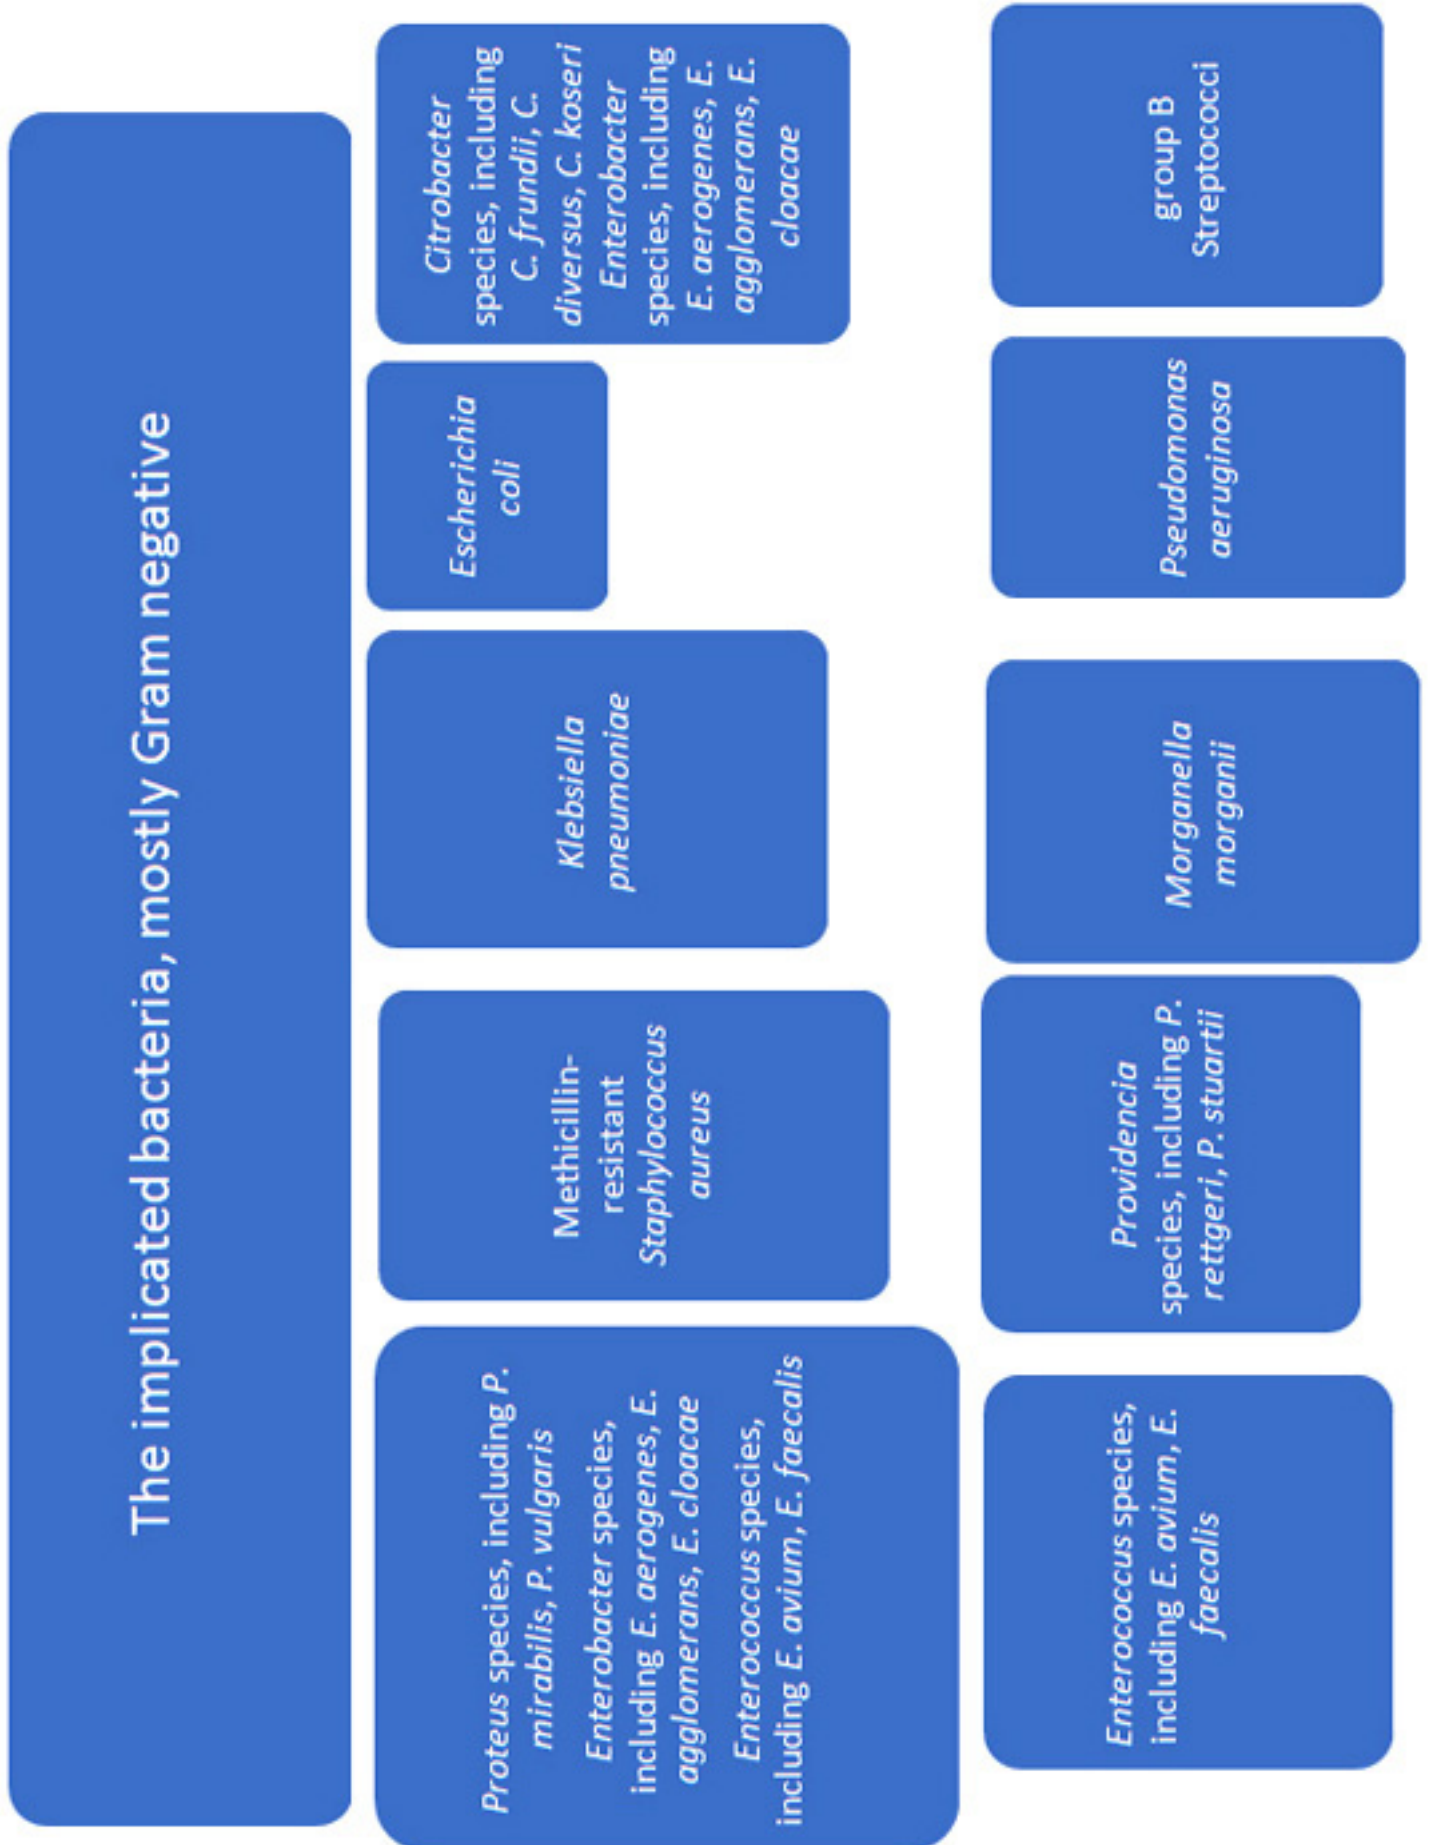 The implicated bacteria, mostly Gram negative
Proteus species, including P.
mirabilis, P. vulgaris
Enterobacter species,
including E. aerogenes, E.
agglomerans, E. cloacae
Enterococcus species,
including E. avium, E. faecalis
Methicillin-
resistant
Staphylococcus
aureus
Klebsiella
pneumoniae
Escherichia
coli
Citrobacter
species, including
C. frundii, C.
diversus, C. koseri
Enterobacter
species, including
E. aerogenes, E.
agglomerans, E.
cloacae
Enterococcus species,
including E. avium, E.
faecalis
Providencia
species, including P.
rettgeri, P. stuartii
Morganella
morganii
Pseudomonas
aeruginosa
group B
Streptococci